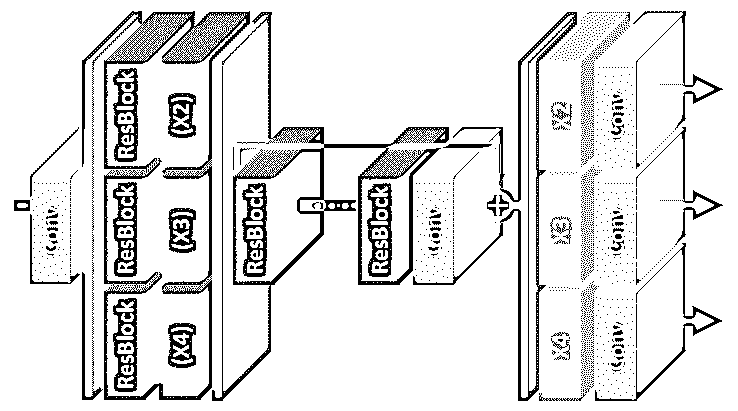 Conv
ResBlock
(X2)
ResBlock
(X3)
ResBlock
(X4)
ResBlock
ResBlock
Conv
X2
Conv
X3
Conv
X4
Conv